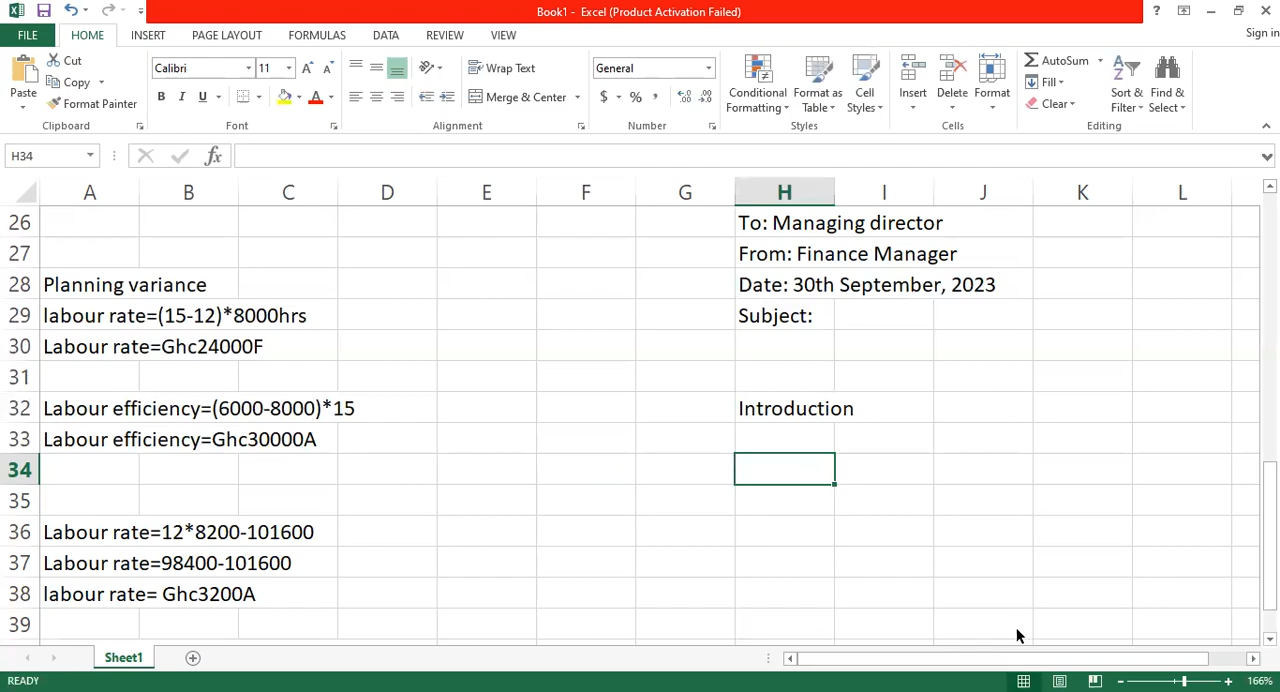 Book1 - Excel (Product Activation Failed)
?
FILE HOME INSERT PAGE LAYOUT FORMULAS DATA REVIEW VIEW Sign in
Paste Cut Copy Format Painter
Calibri 11 A A B I U A
Wrap Text
Merge & Center
General
$ % ,
Conditional Formatting Format as Table Cell Styles
Insert Delete Format
AutoSum
Fill
Clear
Sort & Filter Find & Select
Clipboard Font Alignment Number Styles Cells Editing
H34 fx
A B C D E F G H I J K L
26 To: Managing director
27 From: Finance Manager
28 Planning variance Date: 30th September, 2023
29 labour rate=(15-12)*8000hrs Subject:
30 Labour rate=Ghc24000F
31
32 Labour efficiency=(6000-8000)*15 Introduction
33 Labour efficiency=Ghc30000A
34
35
36 Labour rate=12*8200-101600
37 Labour rate=98400-101600
38 labour rate= Ghc3200A
39
Sheet1
READY 166%